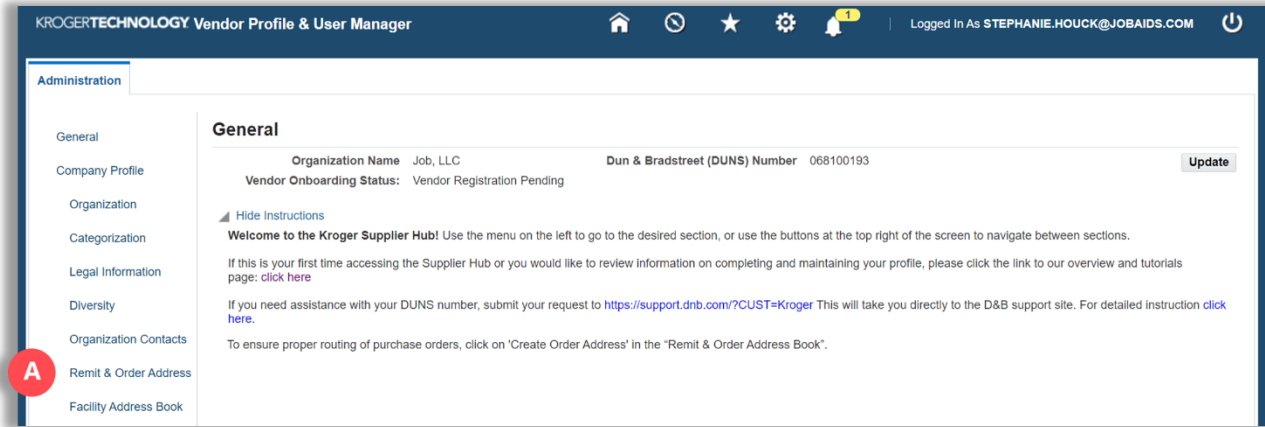 KROGERTECHNOLOGY Vendor Profile & User Manager
1
Logged In As STEPHANIE.HOUCK@JOBAIDS.COM
Administration
General
Company Profile
Organization
Categorization
Legal Information
Diversity
Organization Contacts
A
Remit & Order Address
Facility Address Book
General
Organization Name Job, LLC
Dun & Bradstreet (DUNS) Number 068100193
Update
Vendor Onboarding Status: Vendor Registration Pending
Hide Instructions
Welcome to the Kroger Supplier Hub! Use the menu on the left to go to the desired section, or use the buttons at the top right of the screen to navigate between sections.
If this is your first time accessing the Supplier Hub or you would like to review information on completing and maintaining your profile, please click the link to our overview and tutorials
page: click here
If you need assistance with your DUNS number, submit your request to https://support.dnb.com/?CUST=Kroger This will take you directly to the D&B support site. For detailed instruction click
here.
To ensure proper routing of purchase orders, click on 'Create Order Address' in the “Remit & Order Address Book”.